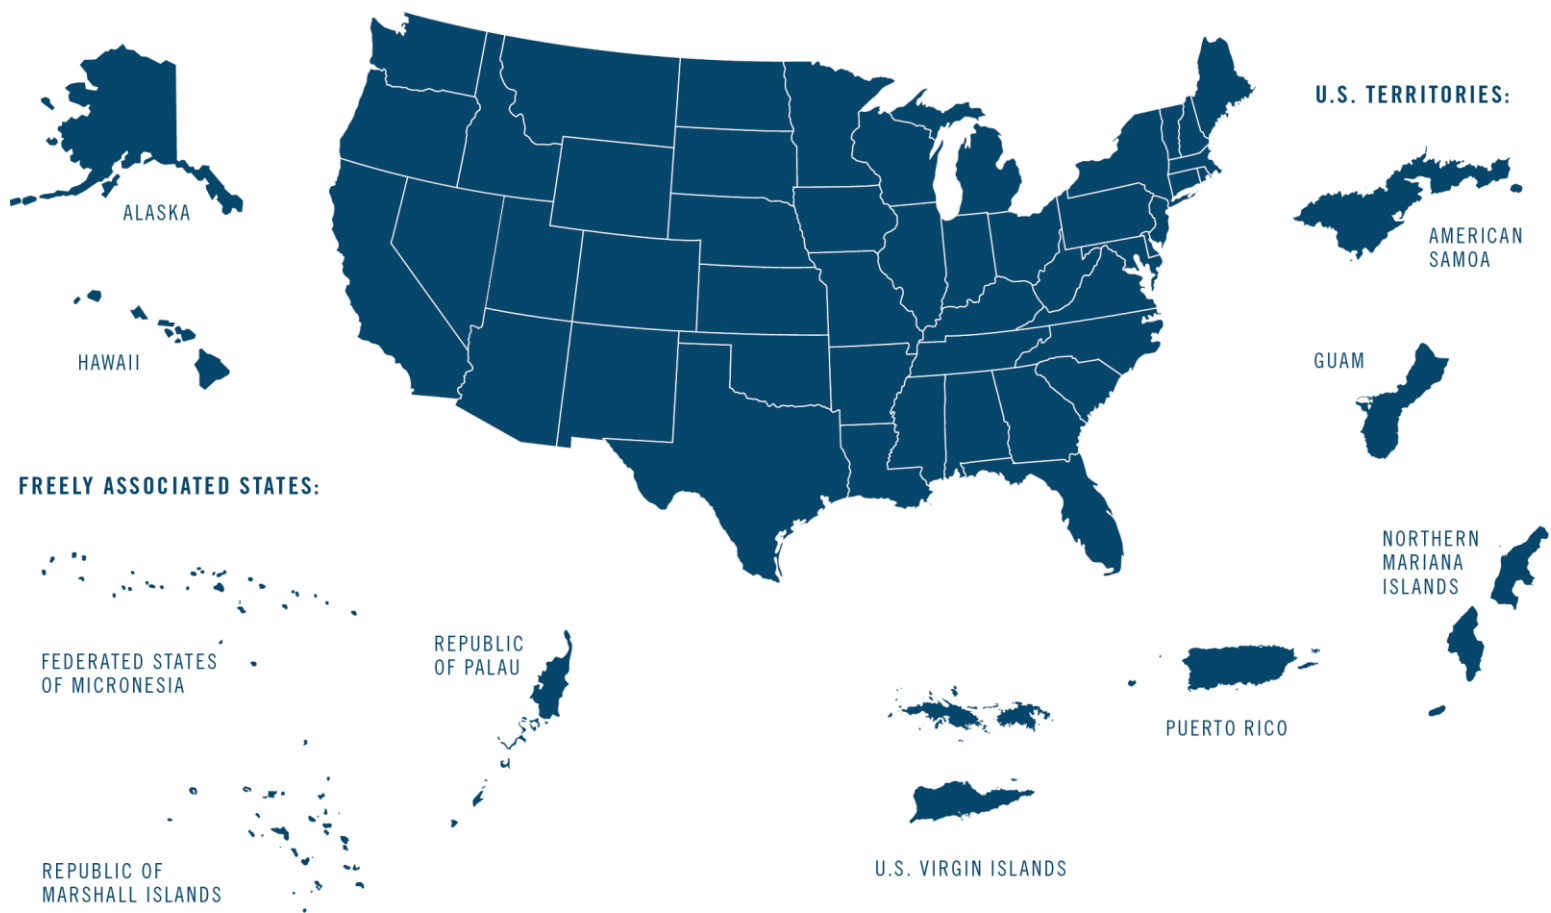 U.S. TERRITORIES:
ALASKA
AMERICAN
SAMOA
HAWAII
GUAM
FREELY ASSOCIATED STATES:
NORTHERN
MARIANA
ISLANDS
FEDERATED STATES
OF MICRONESIA
REPUBLIC
OF PALAU
PUERTO RICO
REPUBLIC OF
MARSHALL ISLANDS
U.S. VIRGIN ISLANDS